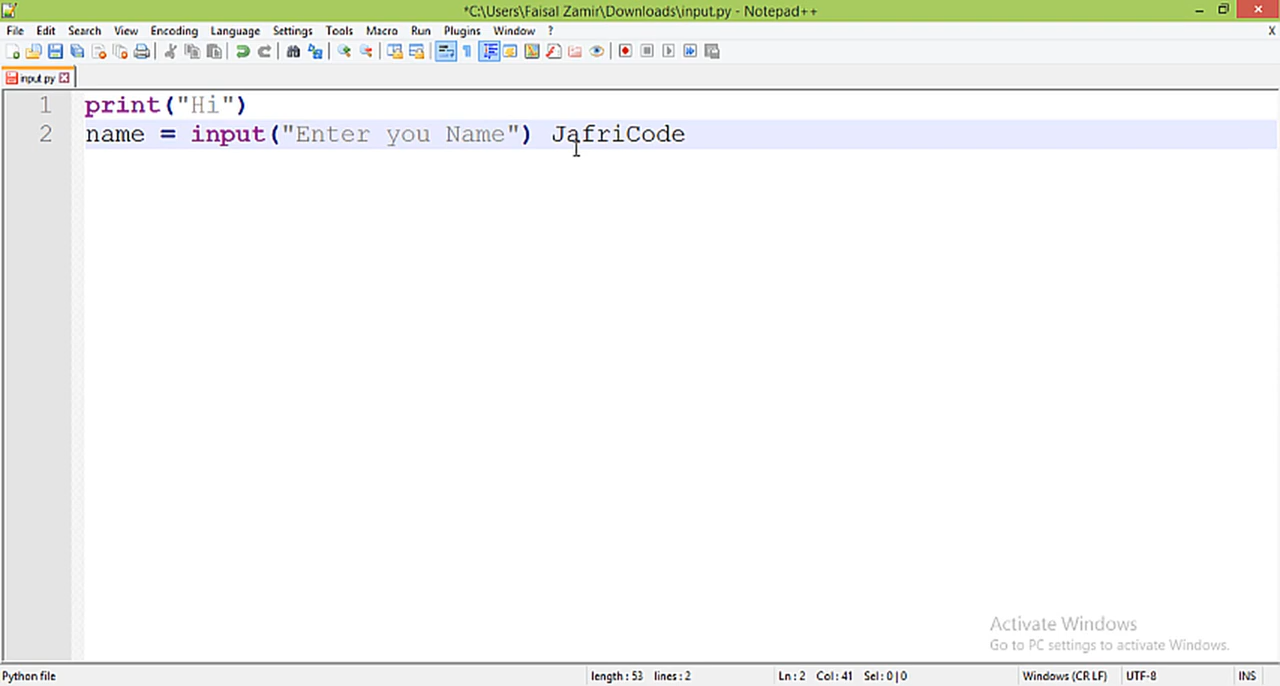 *C:\Users\Faisal Zamir\Downloads\input.py - Notepad++
File Edit Search View Encoding Language Settings Tools Macro Run Plugins Window ? X
input.py
1 print("Hi")
2 name = input("Enter you Name") JafriCode
Activate Windows
Go to PC settings to activate Windows.
Python file length : 53 lines : 2 Ln : 2 Col : 41 Sel : 0 | 0 Windows (CR LF) UTF-8 INS